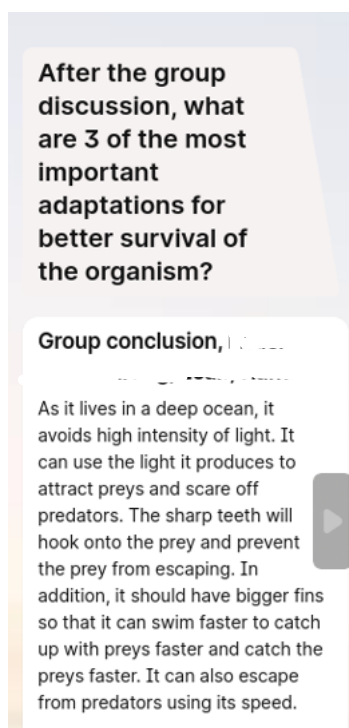 After the group
discussion, what
are 3 of the most
important
adaptations for
better survival of
the organism?
Group conclusion,
As it lives in a deep ocean, it
avoids high intensity of light. It
can use the light it produces to
attract preys and scare off
predators. The sharp teeth will
hook onto the prey and prevent
the prey from escaping. In
addition, it should have bigger fins
so that it can swim faster to catch
up with preys faster and catch the
preys faster. It can also escape
from predators using its speed.